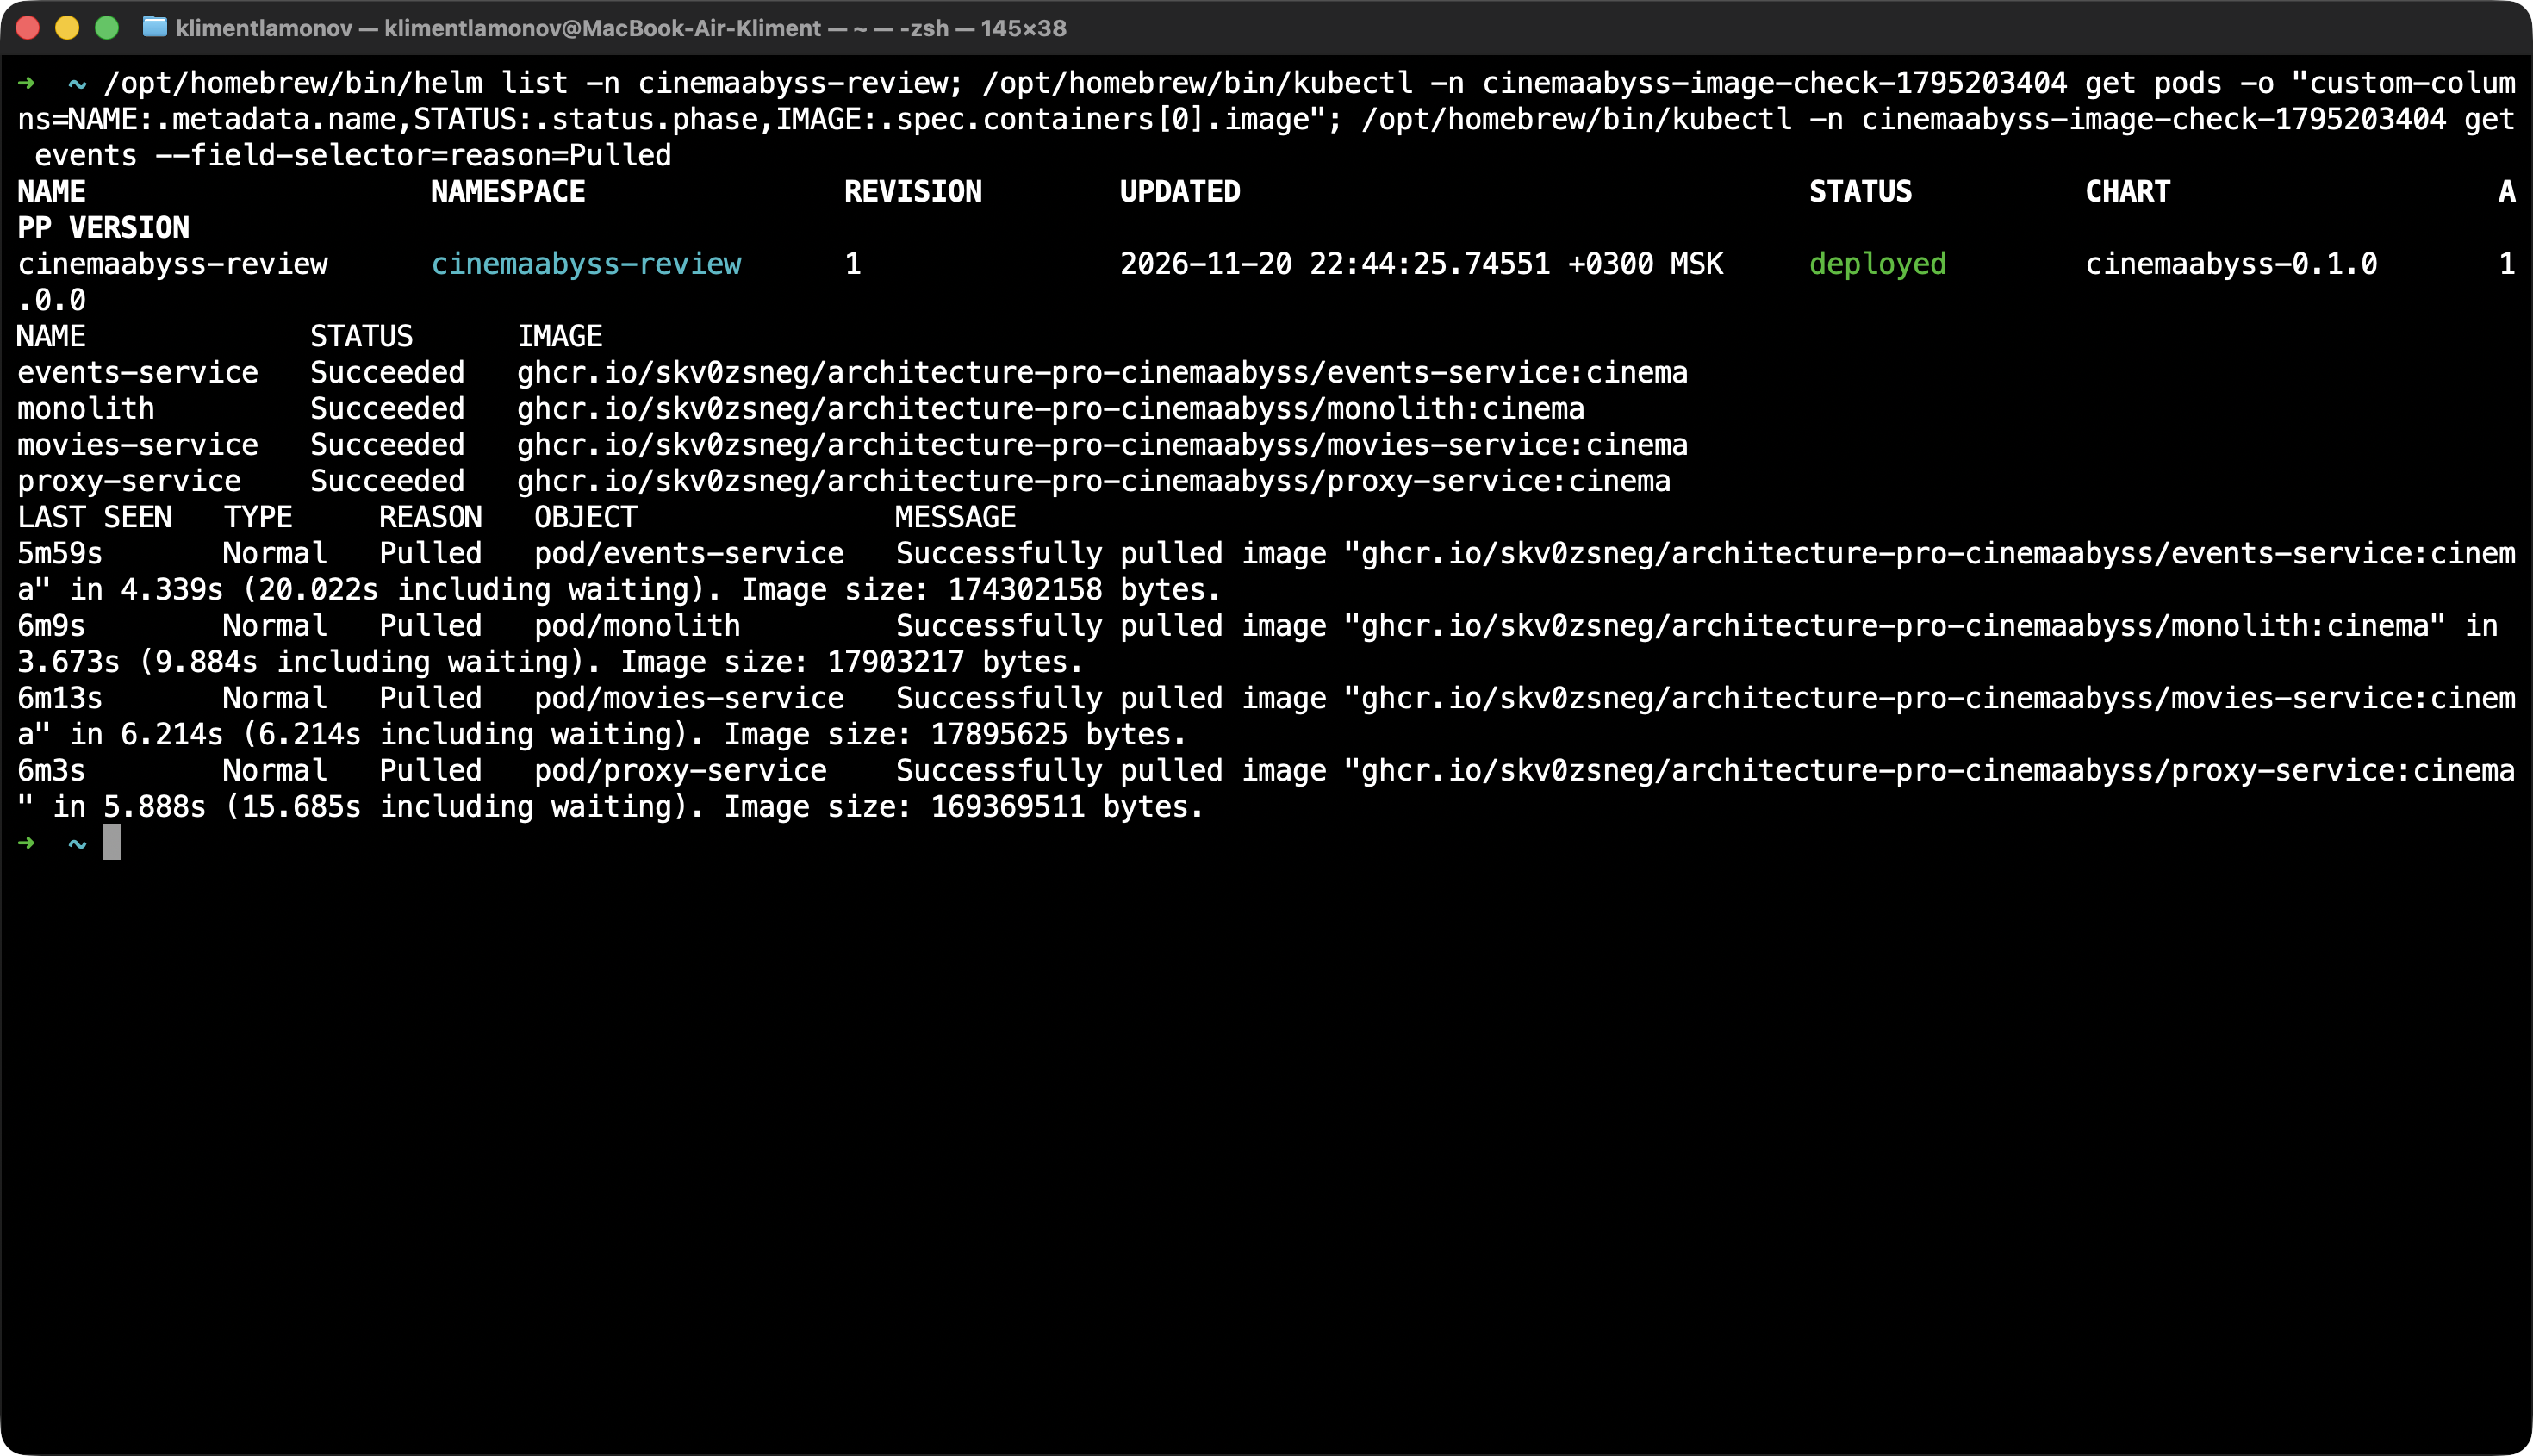 klimentlamonov — klimentlamonov@MacBook-Air-Kliment — ~ — -zsh — 145×38
➜  ~ /opt/homebrew/bin/helm list -n cinemaabyss-review; /opt/homebrew/bin/kubectl -n cinemaabyss-image-check-1795203404 get pods -o "custom-colum
ns=NAME:.metadata.name,STATUS:.status.phase,IMAGE:.spec.containers[0].image"; /opt/homebrew/bin/kubectl -n cinemaabyss-image-check-1795203404 get
 events --field-selector=reason=Pulled
NAME                    NAMESPACE               REVISION        UPDATED                                 STATUS          CHART                   A
PP VERSION
cinemaabyss-review      cinemaabyss-review      1               2026-11-20 22:44:25.74551 +0300 MSK     deployed        cinemaabyss-0.1.0       1
.0.0
NAME             STATUS      IMAGE
events-service   Succeeded   ghcr.io/skv0zsneg/architecture-pro-cinemaabyss/events-service:cinema
monolith         Succeeded   ghcr.io/skv0zsneg/architecture-pro-cinemaabyss/monolith:cinema
movies-service   Succeeded   ghcr.io/skv0zsneg/architecture-pro-cinemaabyss/movies-service:cinema
proxy-service    Succeeded   ghcr.io/skv0zsneg/architecture-pro-cinemaabyss/proxy-service:cinema
LAST SEEN   TYPE     REASON   OBJECT               MESSAGE
5m59s       Normal   Pulled   pod/events-service   Successfully pulled image "ghcr.io/skv0zsneg/architecture-pro-cinemaabyss/events-service:cinem
a" in 4.339s (20.022s including waiting). Image size: 174302158 bytes.
6m9s        Normal   Pulled   pod/monolith         Successfully pulled image "ghcr.io/skv0zsneg/architecture-pro-cinemaabyss/monolith:cinema" in
3.673s (9.884s including waiting). Image size: 17903217 bytes.
6m13s       Normal   Pulled   pod/movies-service   Successfully pulled image "ghcr.io/skv0zsneg/architecture-pro-cinemaabyss/movies-service:cinem
a" in 6.214s (6.214s including waiting). Image size: 17895625 bytes.
6m3s        Normal   Pulled   pod/proxy-service    Successfully pulled image "ghcr.io/skv0zsneg/architecture-pro-cinemaabyss/proxy-service:cinema
" in 5.888s (15.685s including waiting). Image size: 169369511 bytes.
➜  ~